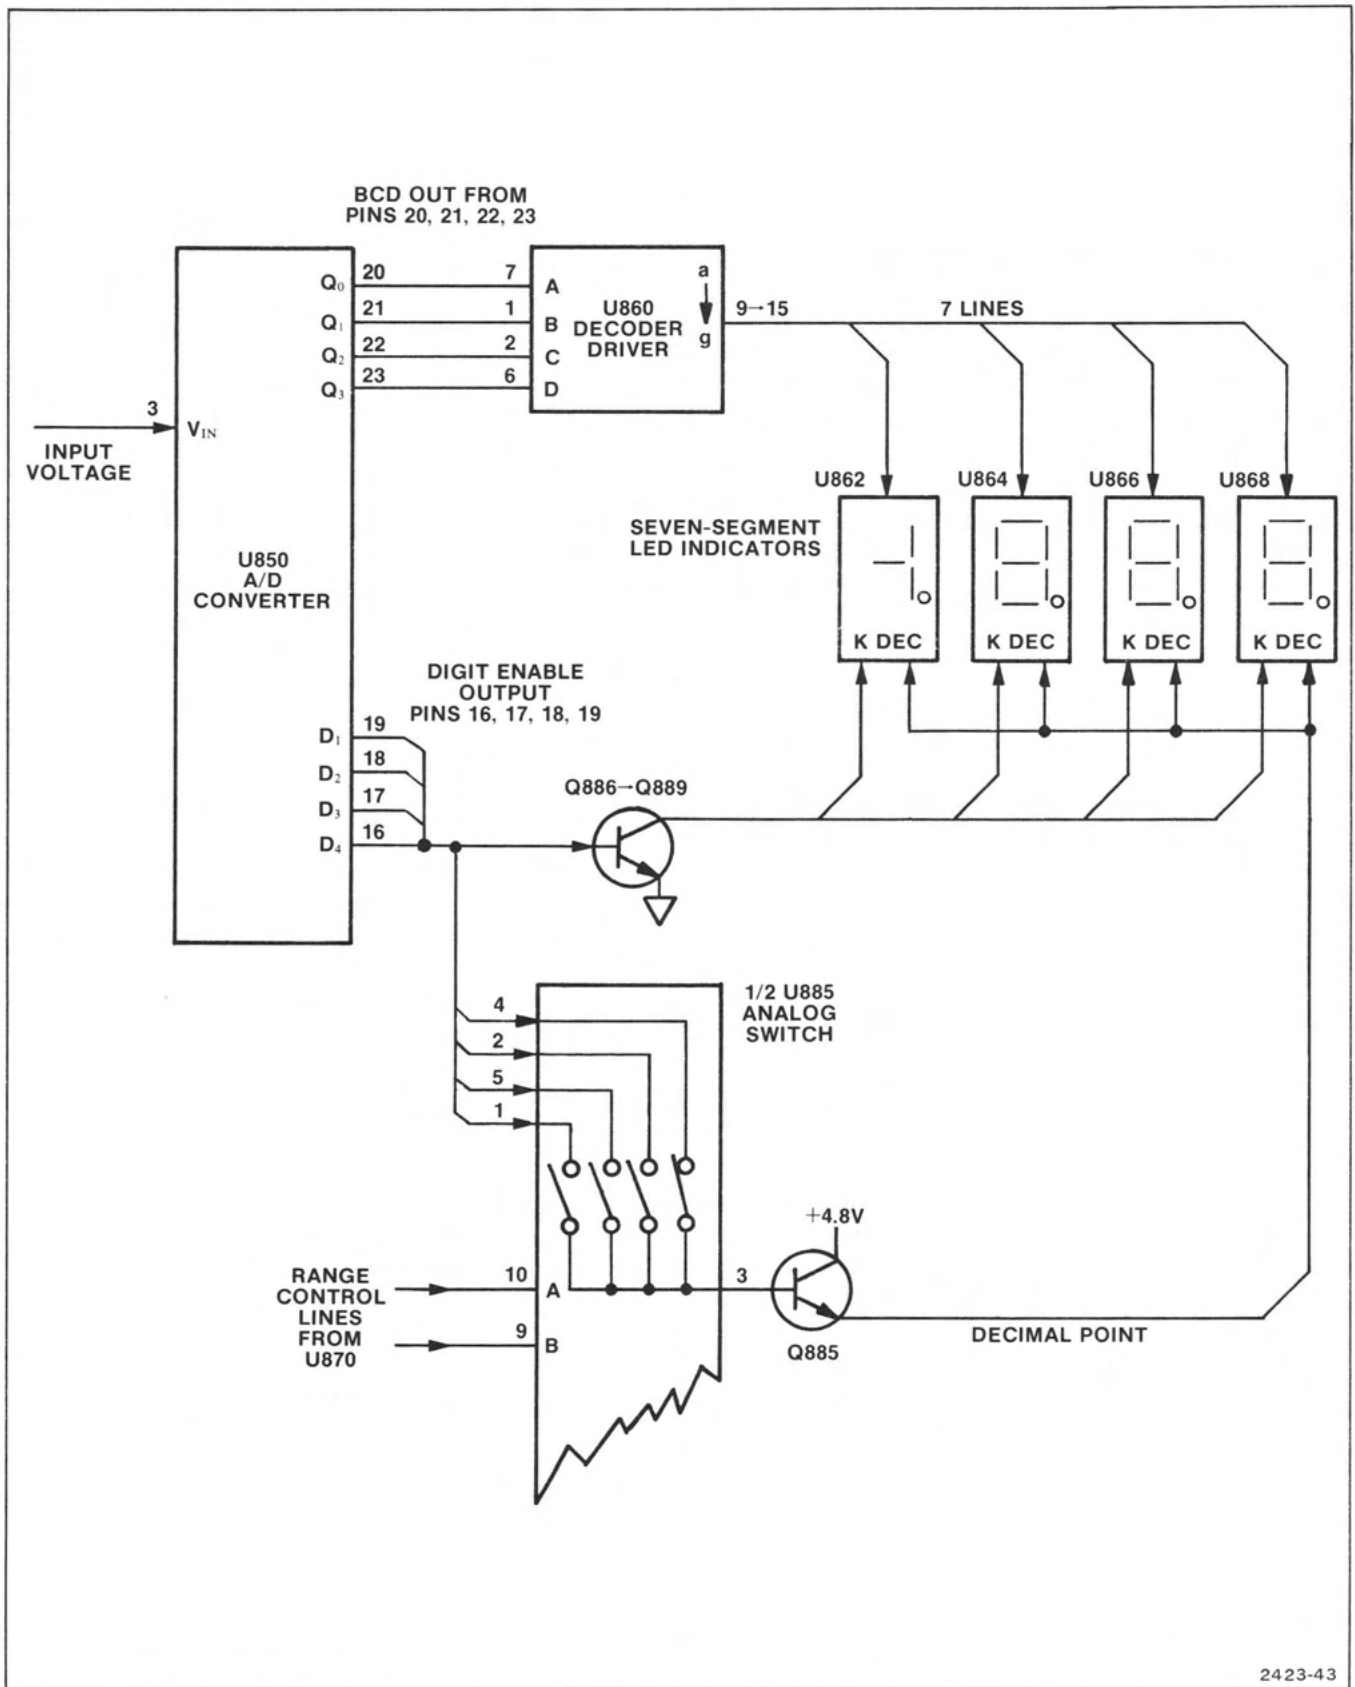 BCD OUT FROM
PINS 20, 21, 22, 23
Q0 20
Q1 21
Q2 22
Q3 23
7 A
1 B
2 C
6 D
U860
DECODER
DRIVER
a
g
9→15
7 LINES
3
VIN
INPUT
VOLTAGE
U850
A/D
CONVERTER
SEVEN-SEGMENT
LED INDICATORS
U862
U864
U866
U868
K DEC
K DEC
K DEC
K DEC
DIGIT ENABLE
OUTPUT
PINS 16, 17, 18, 19
D1 19
D2 18
D3 17
D4 16
Q886→Q889
4
2
5
1
1/2 U885
ANALOG
SWITCH
RANGE
CONTROL
LINES
FROM
U870
10 A
9 B
3
+4.8V
Q885
DECIMAL POINT
2423-43